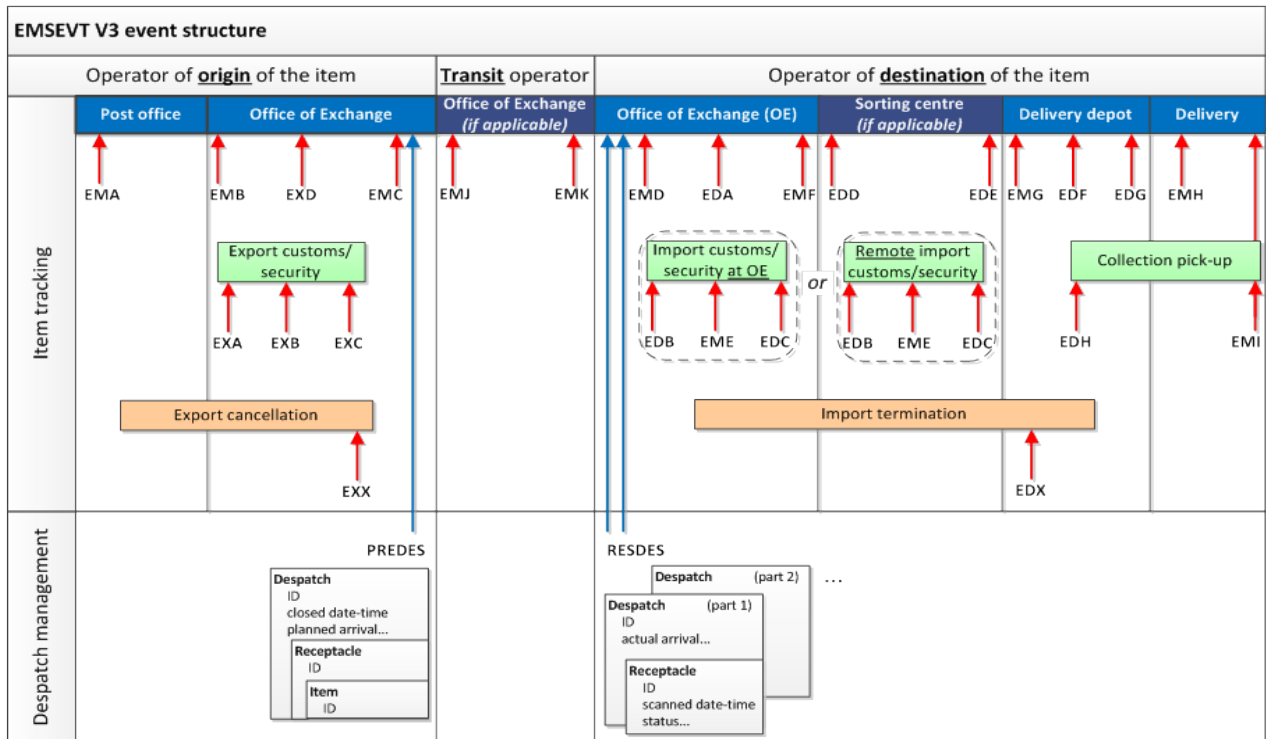 EMSEVT V3 event structure
Operator of origin of the item
Transit operator
Operator of destination of the item
Post office
Office of Exchange
Office of Exchange
(if applicable)
Office of Exchange (OE)
Sorting centre
(if applicable)
Delivery depot
Delivery
Item tracking
EMA
EMB
EXD
EMC
EMJ
EMK
EMD
EDA
EMF
EDD
EDE
EMG
EDF
EDG
EMH
Export customs/
security
Import customs/
security at OE
or
Remote import
customs/security
Collection pick-up
EXA
EXB
EXC
EDB
EME
EDC
EDB
EME
EDC
EDH
EMI
Export cancellation
Import termination
EXX
EDX
Despatch management
PREDES
Despatch
ID
closed date-time
planned arrival...
Receptacle
ID
Item
ID
RESDES
Despatch (part 2)
...
Despatch (part 1)
ID
actual arrival...
Receptacle
ID
scanned date-time
status...